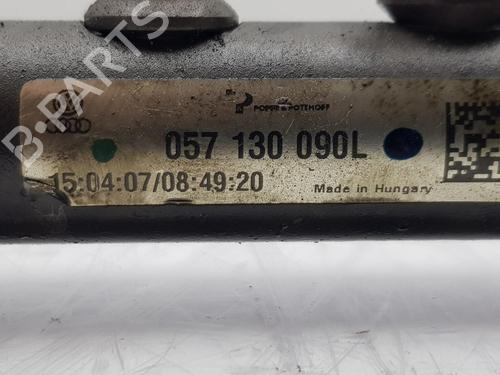 B-Parts
POPPE & POTTHOFF
057 130 090L
15:04:07/08:49:20
Made in Hungary